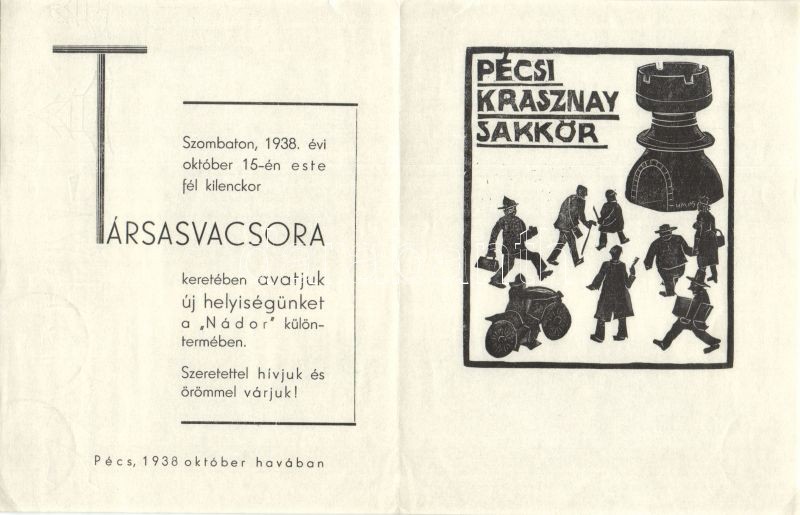 Szombaton, 1938. évi
október 15-én este
fél kilenckor
TÁRSASVACSORA
keretében avatjuk
új helyiségünket
a „Nádor" külön-
termében.
Szeretettel hívjuk és
örömmel várjuk!
Pécs, 1938 október havában
PÉCSI
KRASZNAY
SAKKÖR